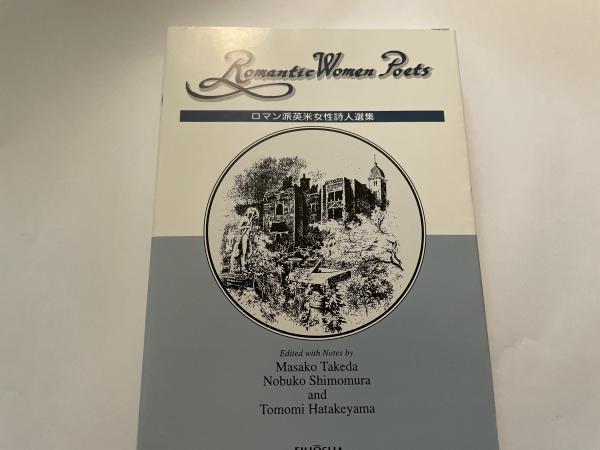 Romantic Women Poets
ロマン派英米女性詩人選集
Edited with Notes by
Masako Takeda
Nobuko Shimomura
and
Tomomi Hatakeyama
EIHŌSHA